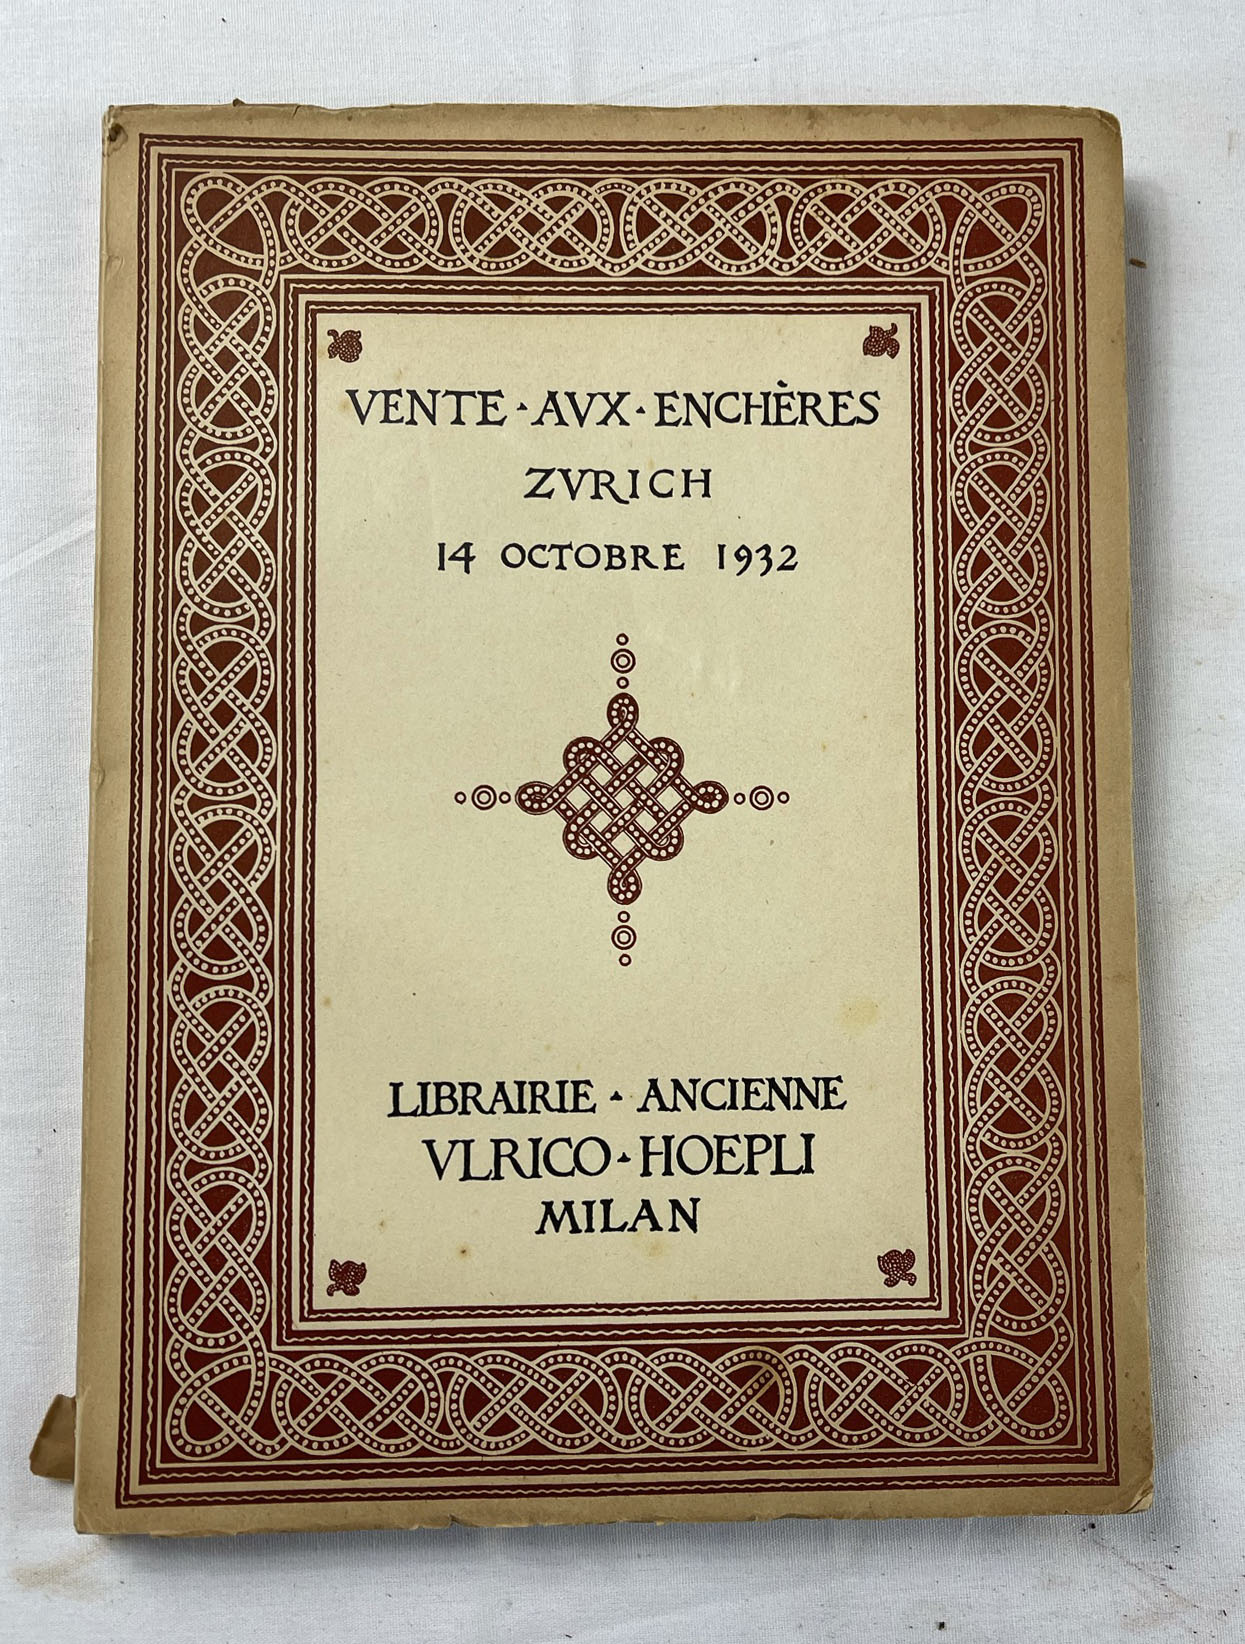 VENTE · AVX · ENCHÈRES
ZVRICH
14 OCTOBRE 1932
LIBRAIRIE · ANCIENNE
VLRICO · HOEPLI
MILAN